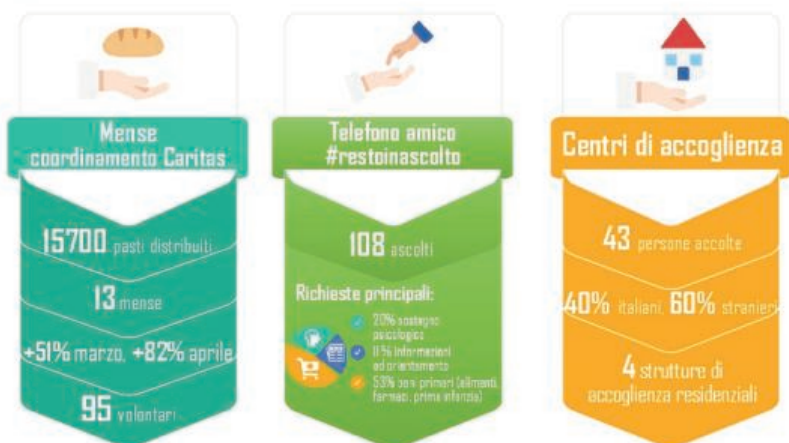 Mense
coordinamento Caritas
15700 pasti distribuiti
13 mense
+51% marzo, +82% aprile
95 volontari
Telefono amico
#restoinascolto
108 ascolti
Richieste principali:
20% sostegno
psicologico
11% informazioni
ed orientamento
53% beni primari (alimenti,
farmaci, prima infanzia)
Centri di accoglienza
43 persone accolte
40% italiani, 60% stranieri
4 strutture di
accoglienza residenziali